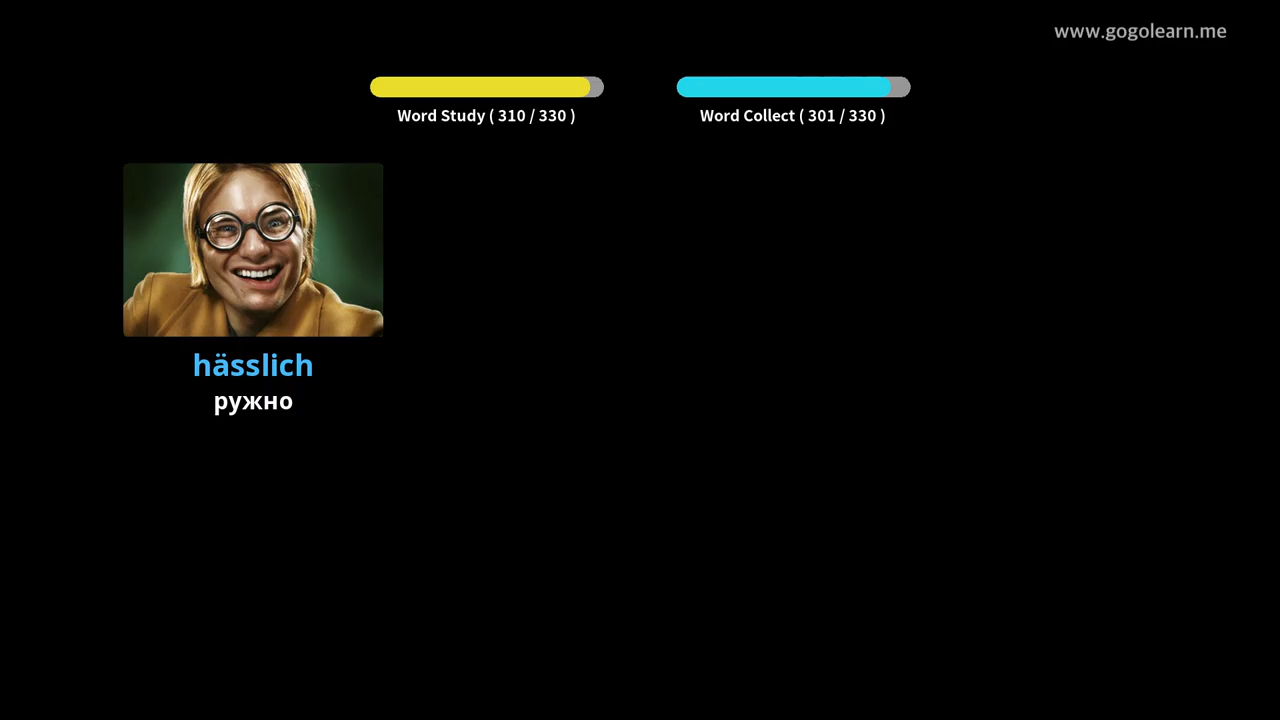 www.gogolearn.me
Word Study ( 310 / 330 )
Word Collect ( 301 / 330 )
hässlich
ружно